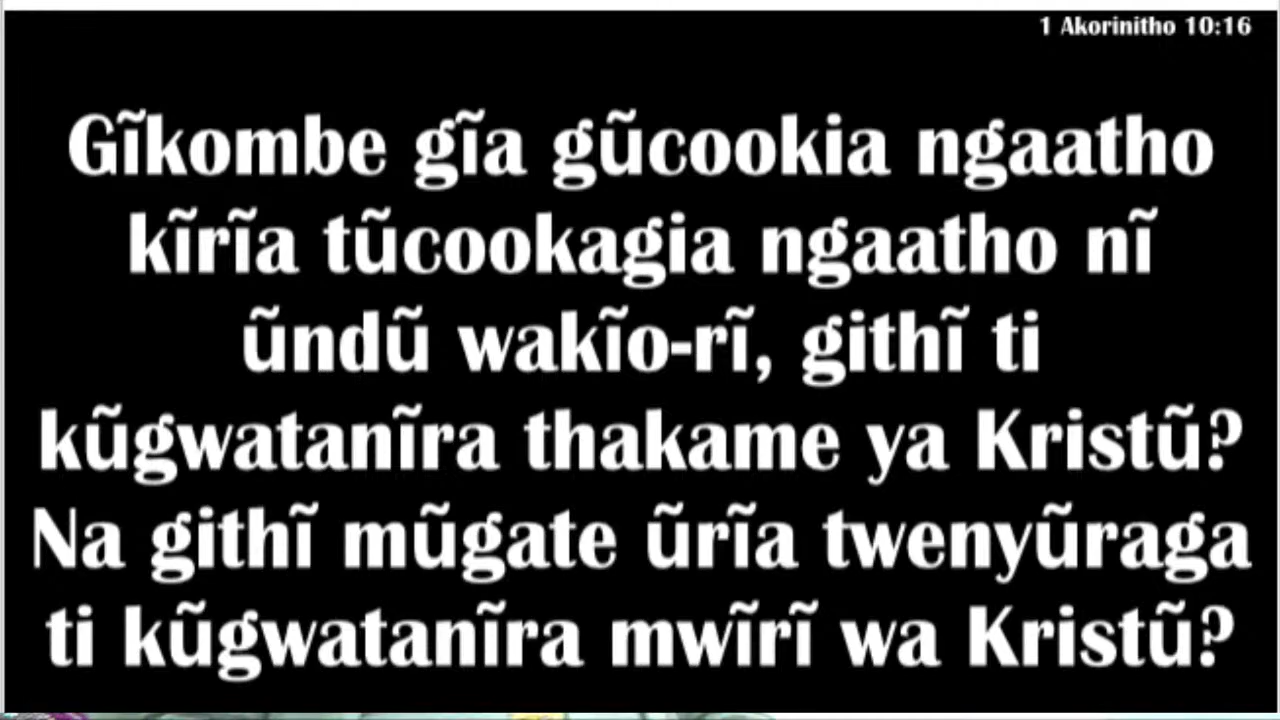 1 Akorinitho 10:16
Gĩkombe gĩa gũcookia ngaatho
kĩrĩa tũcookagia ngaatho nĩ
ũndũ wakĩo-rĩ, githĩ ti
kũgwatanĩra thakame ya Kristũ?
Na githĩ mũgate ũrĩa twenyũraga
ti kũgwatanĩra mwĩrĩ wa Kristũ?